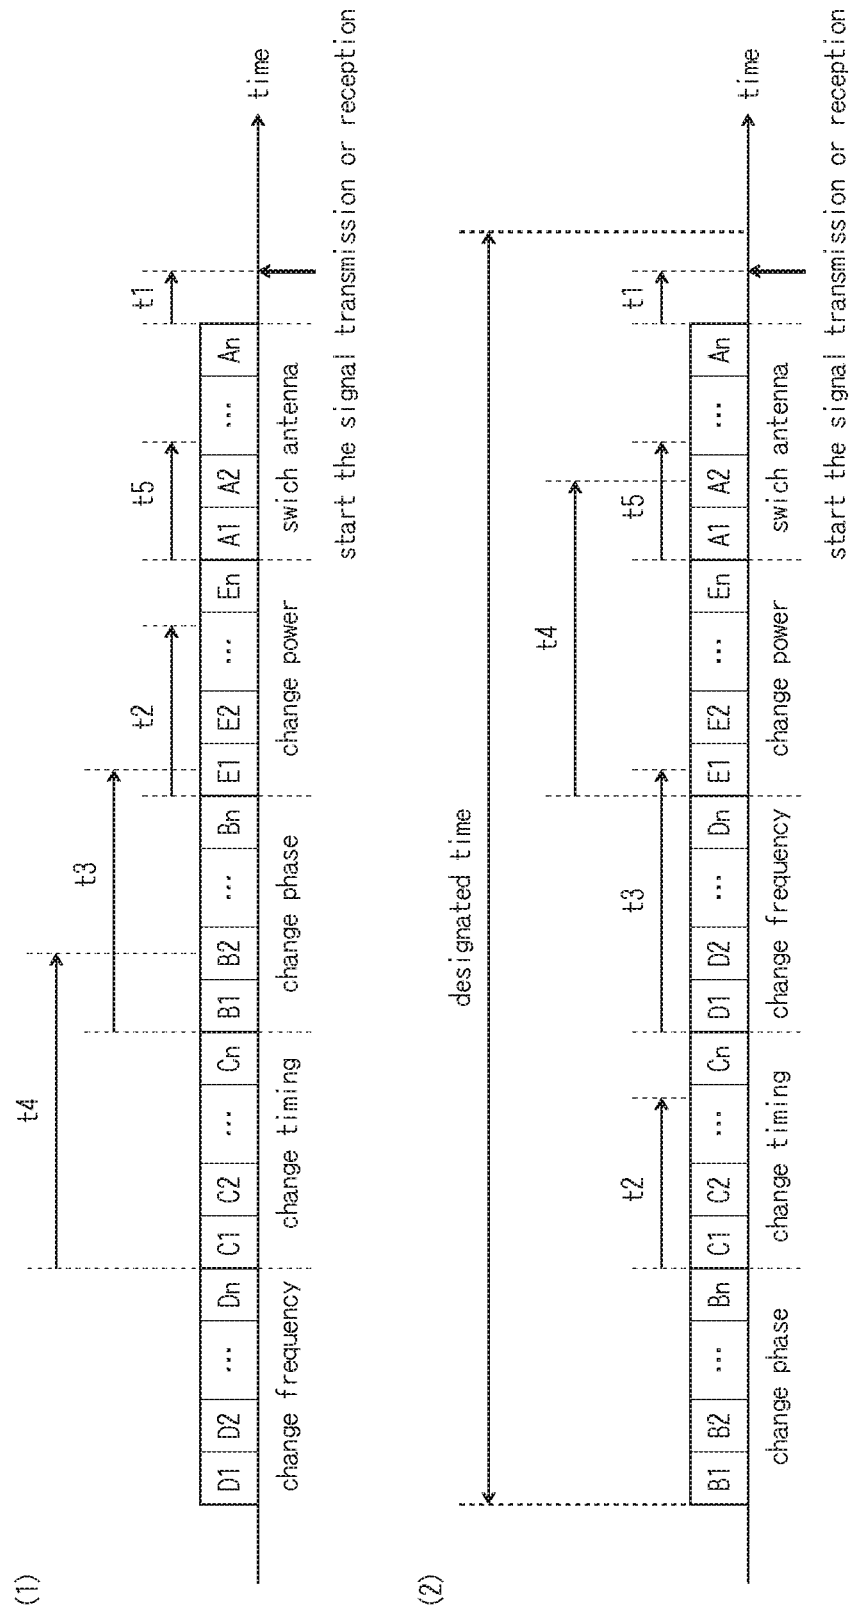 (1)
t4
t3
t2
t5
t1
D1 D2 ... Dn C1 C2 ... Cn B1 B2 ... Bn E1 E2 ... En A1 A2 ... An
time
change frequency
change timing
change phase
change power
swich antenna
start the signal transmission or reception
(2)
designated time
t4
t2
t3
t5
t1
B1 B2 ... Bn C1 C2 ... Cn D1 D2 ... Dn E1 E2 ... En A1 A2 ... An
time
change phase
change timing
change frequency
change power
swich antenna
start the signal transmission or reception